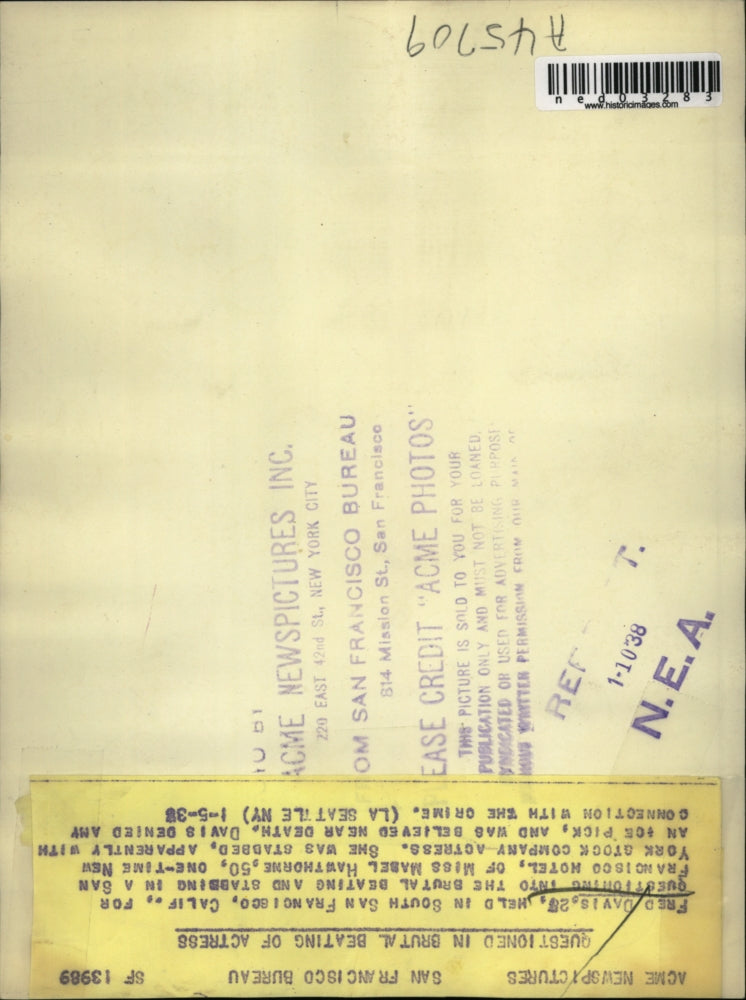 A45709
ned03283
www.historicimages.com
ACME NEWSPICTURES INC.
220 EAST 42nd St., NEW YORK CITY
OM SAN FRANCISCO BUREAU
814 Mission St., San Francisco
EASE CREDIT "ACME PHOTOS"
THIS PICTURE IS SOLD TO YOU FOR YOUR
PUBLICATION ONLY AND MUST NOT BE LOANED,
SYNDICATED OR USED FOR ADVERTISING PURPOSE
WRITTEN PERMISSION FROM OUR MAIN OF
REF T.
1-10 38
N.E.A.
ACME NEWSPICTURES SAN FRANCISCO BUREAU SF 13989
QUESTIONED IN BRUTAL BEATING OF ACTRESS
FRED DAVIS, HELD IN SOUTH SAN FRANCISCO, CALIF., FOR
QUESTIONING INTO THE BRUTAL BEATING AND STABBING IN A SAN
FRANCISCO HOTEL, OF MISS MABEL HAWTHORNE,50, ONE-TIME NEW
YORK STOCK COMPANY ACTRESS. SHE WAS STABBED, APPARENTLY WITH
AN ICE PICK, AND WAS BELIEVED NEAR DEATH. DAVIS DENIED AMY
CONNECTION WITH THE CRIME. (LA SEATTLE NY) 1-5-38